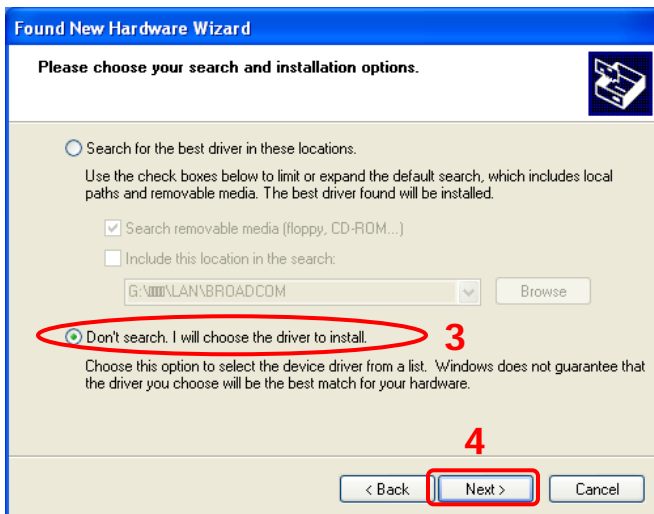 Found New Hardware Wizard
Please choose your search and installation options.
Search for the best driver in these locations.
Use the check boxes below to limit or expand the default search, which includes local
paths and removable media. The best driver found will be installed.
Search removable media (floppy, CD-ROM...)
Include this location in the search:
\LAN\BROADCOM
Browse
Don't search. I will choose the driver to install.
3
Choose this option to select the device driver from a list. Windows does not guarantee that
the driver you choose will be the best match for your hardware.
4
< Back
Next >
Cancel